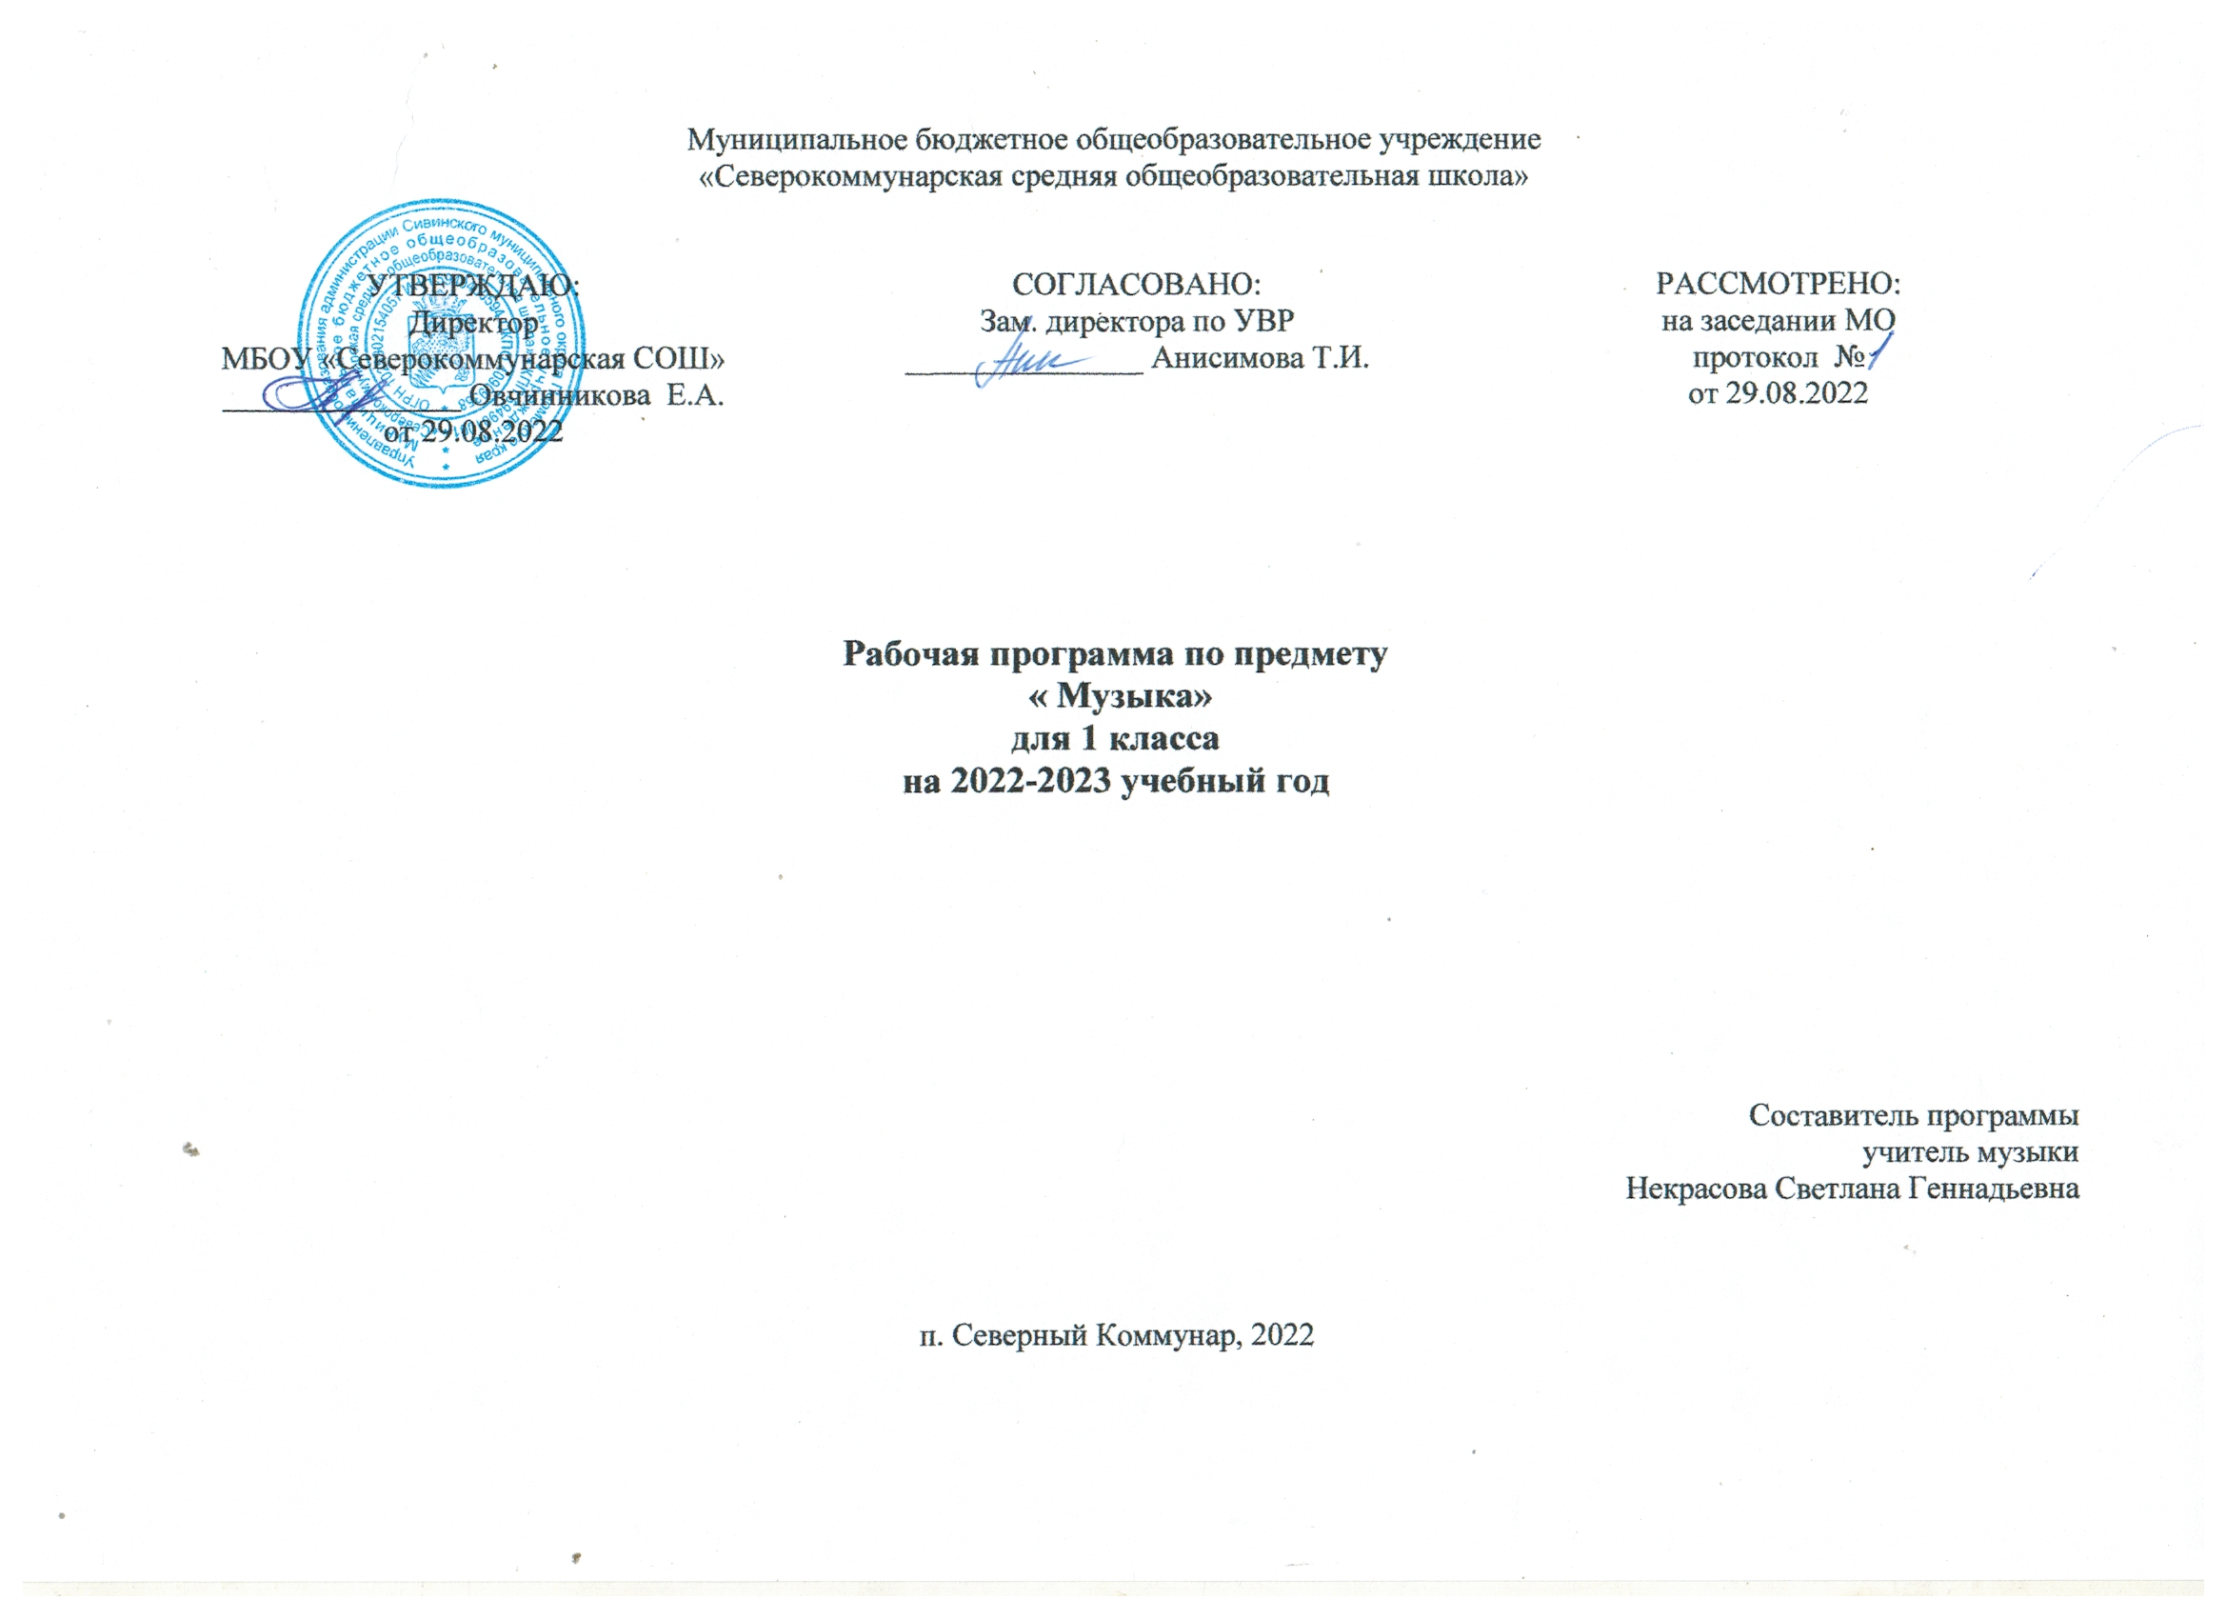 Муниципальное бюджетное общеобразовательное учреждение
«Северокоммунарская средняя общеобразовательная школа»
УТВЕРЖДАЮ:
Директор
МБОУ «Северокоммунарская СОШ»
Овчинникова Е.А.
от 29.08.2022
СОГЛАСОВАНО:
Зам. директора по УВР
Анисимова Т.И.
РАССМОТРЕНО:
на заседании МО
протокол № 1
от 29.08.2022
Рабочая программа по предмету
« Музыка»
для 1 класса
на 2022-2023 учебный год
Составитель программы
учитель музыки
Некрасова Светлана Геннадьевна
п. Северный Коммунар, 2022